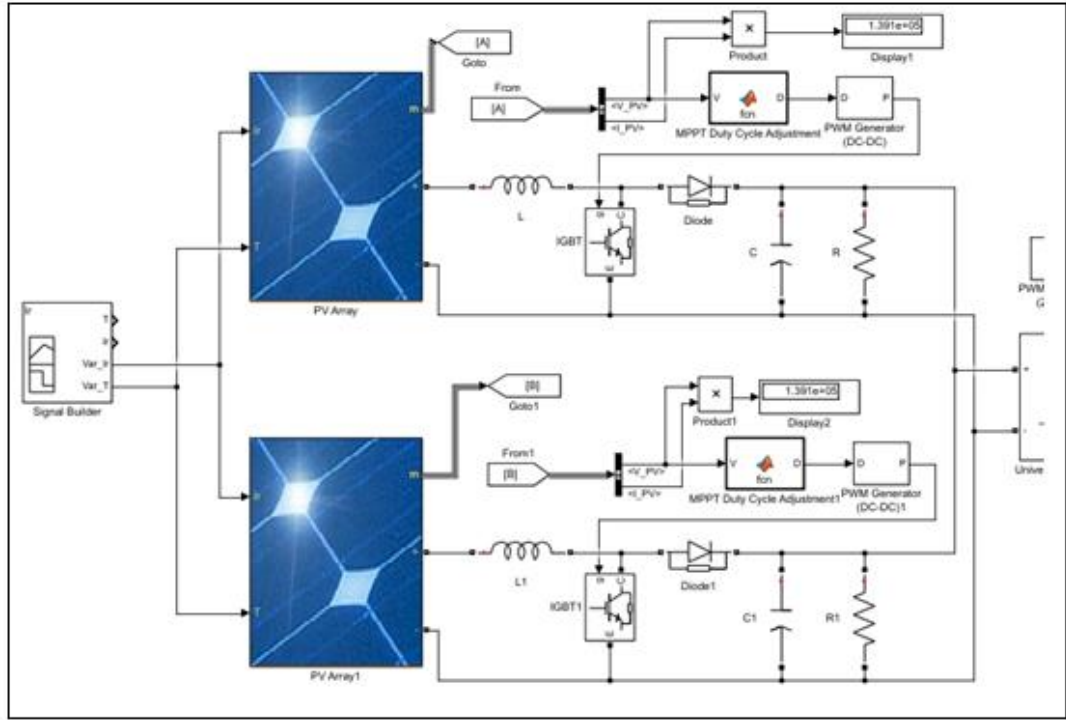 [A]
Goto
From
[A]
<V_PV>
<I_PV>
×
Product
1.391e+05
Display1
V
fcn
D
MPPT Duty Cycle Adjustment
D
P
PWM Generator
(DC-DC)
Ir
T
m
+
-
PV Array
L
g
C
E
IGBT
Diode
C
R
PWM
G
Ir
T
Ir
Var_Ir
Var_T
Signal Builder
+
-
Unive
[B]
Goto1
From1
[B]
<V_PV>
<I_PV>
×
Product1
1.391e+05
Display2
V
fcn
D
MPPT Duty Cycle Adjustment1
D
P
PWM Generator
(DC-DC)1
Ir
T
m
+
-
PV Array1
L1
g
C
E
IGBT1
Diode1
C1
R1